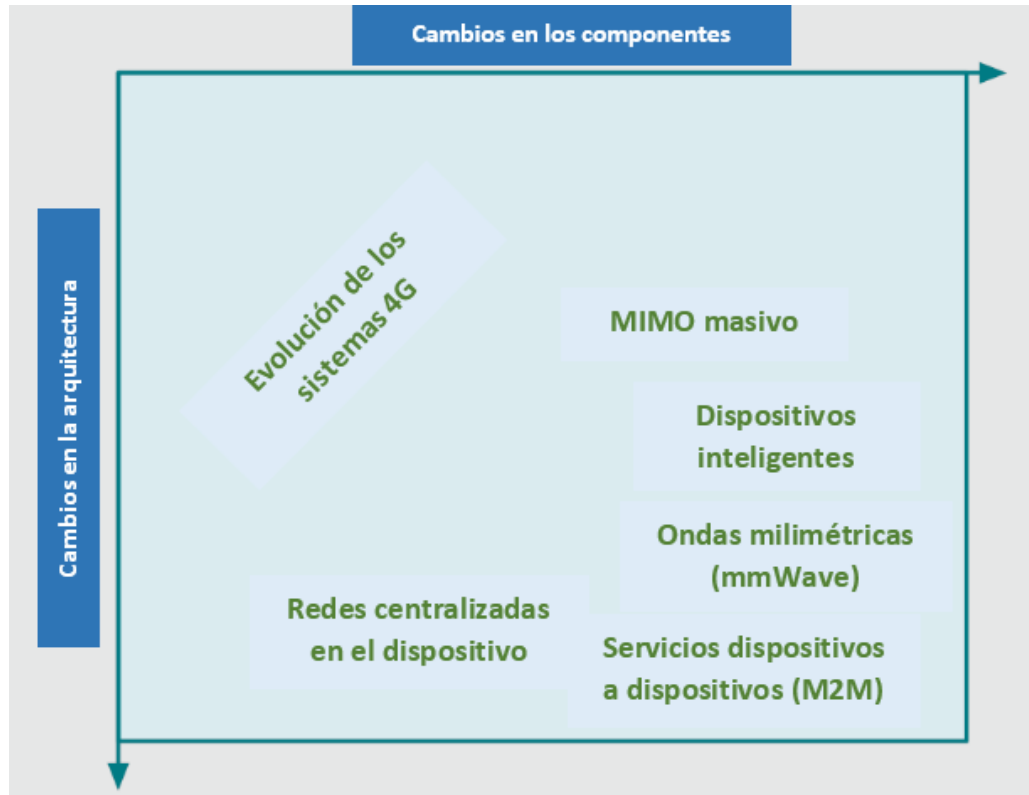 Cambios en los componentes
Cambios en la arquitectura
Evolución de los
sistemas 4G
MIMO masivo
Dispositivos
inteligentes
Ondas milimétricas
(mmWave)
Redes centralizadas
en el dispositivo
Servicios dispositivos
a dispositivos (M2M)